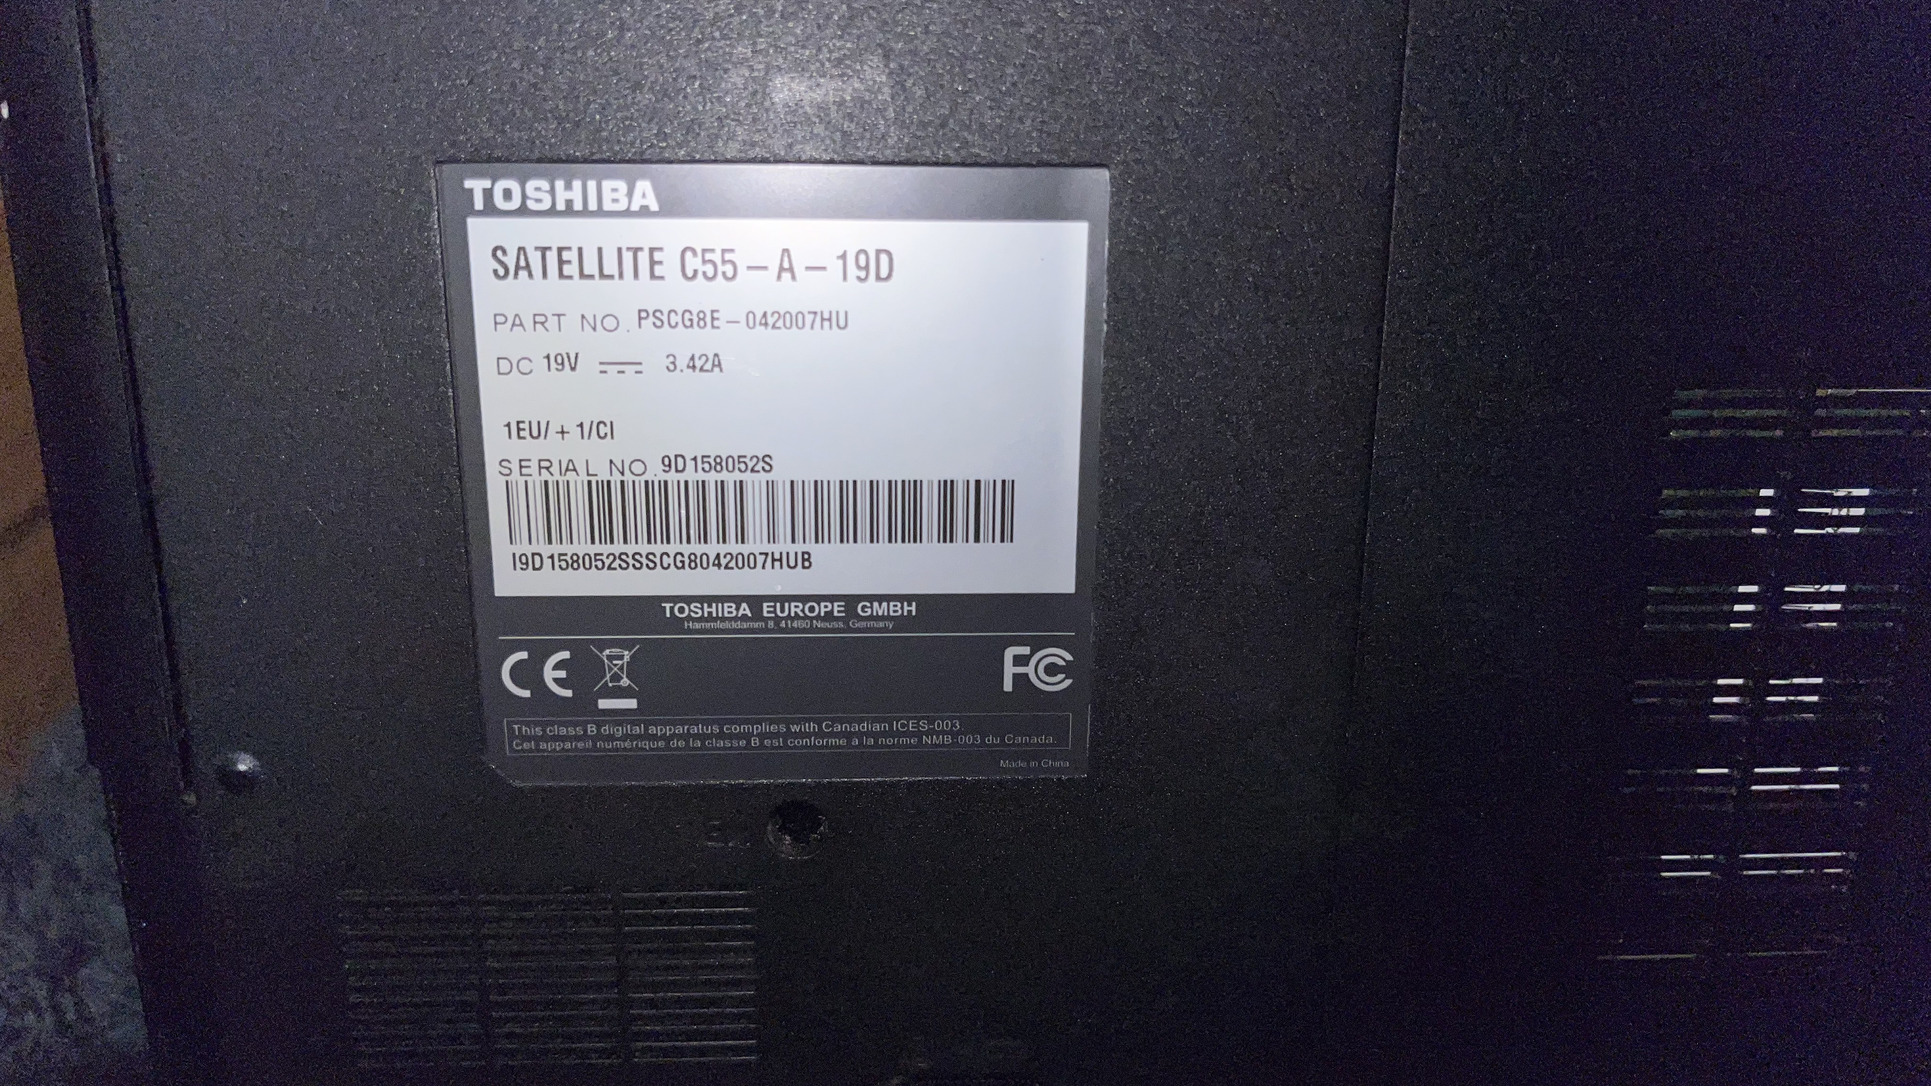 TOSHIBA
SATELLITE C55-A-19D
PART NO. PSCG8E-042007HU
DC 19V 3.42A
1EU/+1/CI
SERIAL NO. 9D158052S
I9D158052SSSCG8042007HUB
TOSHIBA EUROPE GMBH
Hammfelddamm 8, 41460 Neuss, Germany
CE FC
This class B digital apparatus complies with Canadian ICES-003.
Cet appareil numérique de la classe B est conforme à la norme NMB-003 du Canada.
Made in China